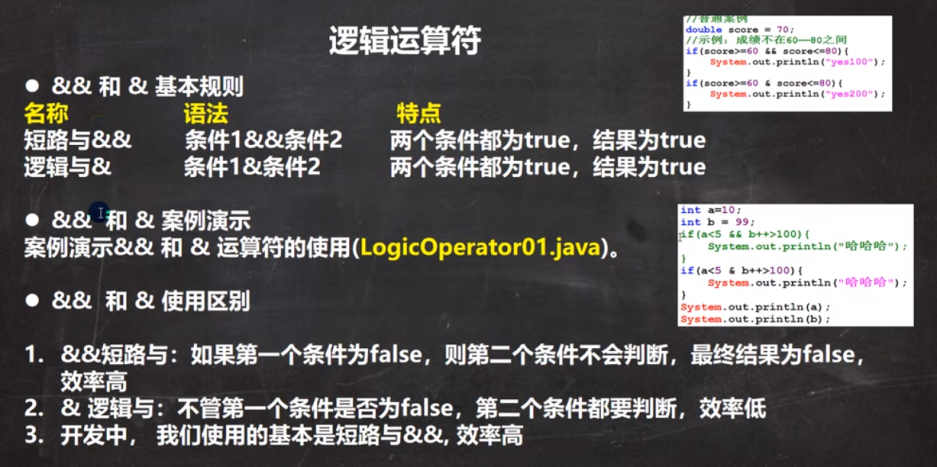 逻辑运算符
//普通案例
double score = 70;
//示例：成绩不在60—80之间
if(score>=60 && score<=80){
System.out.println("yes100");
}
if(score>=60 & score<=80){
System.out.println("yes200");
}
● && 和 & 基本规则
名称 语法 特点
短路与&& 条件1&&条件2 两个条件都为true，结果为true
逻辑与& 条件1&条件2 两个条件都为true，结果为true
● && 和 & 案例演示
案例演示&& 和 & 运算符的使用(LogicOperator01.java)。
int a=10;
int b = 99;
if(a<5 && b++>100){
System.out.println("哈哈哈");
}
if(a<5 & b++>100){
System.out.println("哈哈哈");
}
System.out.println(a);
System.out.println(b);
● && 和 & 使用区别
1. &&短路与：如果第一个条件为false，则第二个条件不会判断，最终结果为false，
效率高
2. & 逻辑与：不管第一个条件是否为false，第二个条件都要判断，效率低
3. 开发中， 我们使用的基本是短路与&&, 效率高